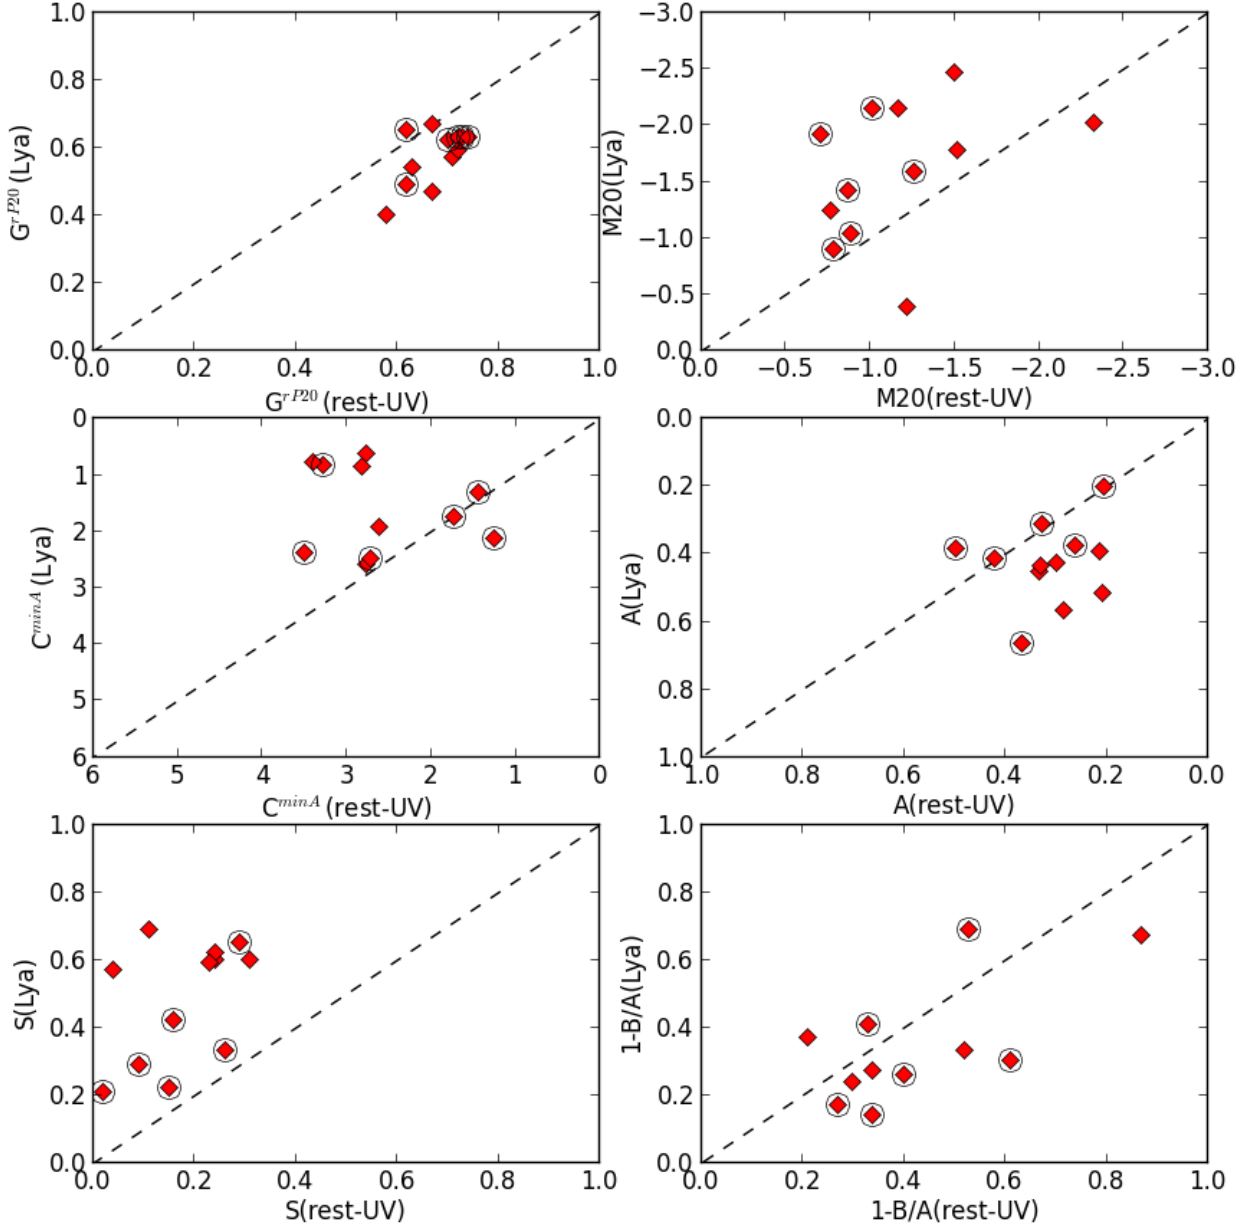 1.0
0.8
0.6
0.4
0.2
0.0
0.0 0.2 0.4 0.6 0.8 1.0
G^{rP20} (Lya)
G^{rP20} (rest-UV)
−3.0
−2.5
−2.0
−1.5
−1.0
−0.5
0.0
0.0 −0.5 −1.0 −1.5 −2.0 −2.5 −3.0
M20(Lya)
M20(rest-UV)
0
1
2
3
4
5
6
6 5 4 3 2 1 0
C^{minA} (Lya)
C^{minA} (rest-UV)
0.0
0.2
0.4
0.6
0.8
1.0
1.0 0.8 0.6 0.4 0.2 0.0
A(Lya)
A(rest-UV)
1.0
0.8
0.6
0.4
0.2
0.0
0.0 0.2 0.4 0.6 0.8 1.0
S(Lya)
S(rest-UV)
1.0
0.8
0.6
0.4
0.2
0.0
0.0 0.2 0.4 0.6 0.8 1.0
1-B/A(Lya)
1-B/A(rest-UV)